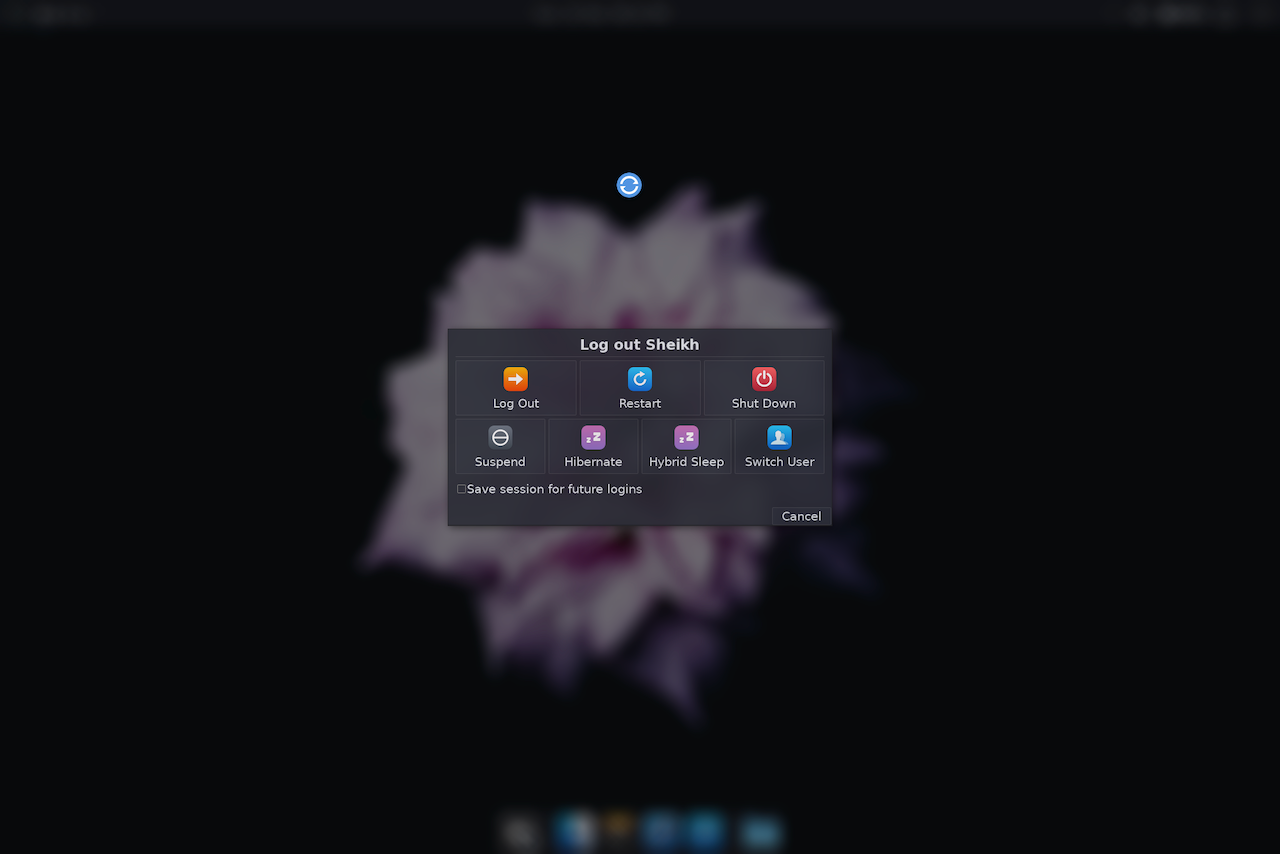 Log out Sheikh
Log Out Restart Shut Down
Suspend Hibernate Hybrid Sleep Switch User
Save session for future logins
Cancel